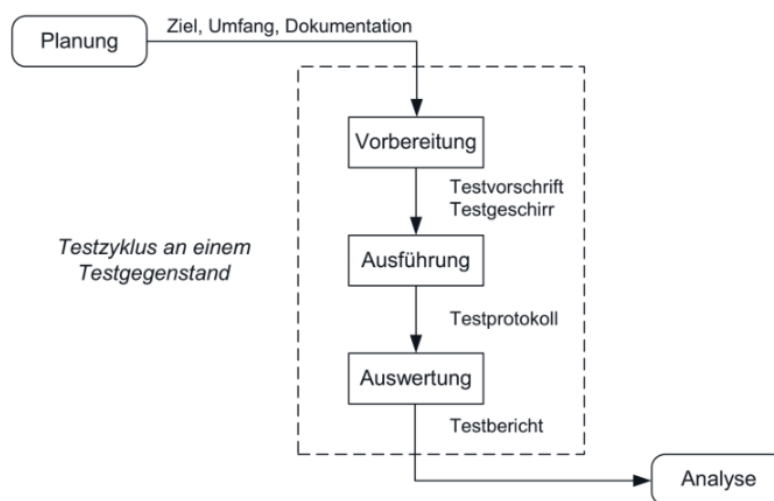 Planung
Ziel, Umfang, Dokumentation
Vorbereitung
Testvorschrift
Testgeschirr
Testzyklus an einem
Testgegenstand
Ausführung
Testprotokoll
Auswertung
Testbericht
Analyse